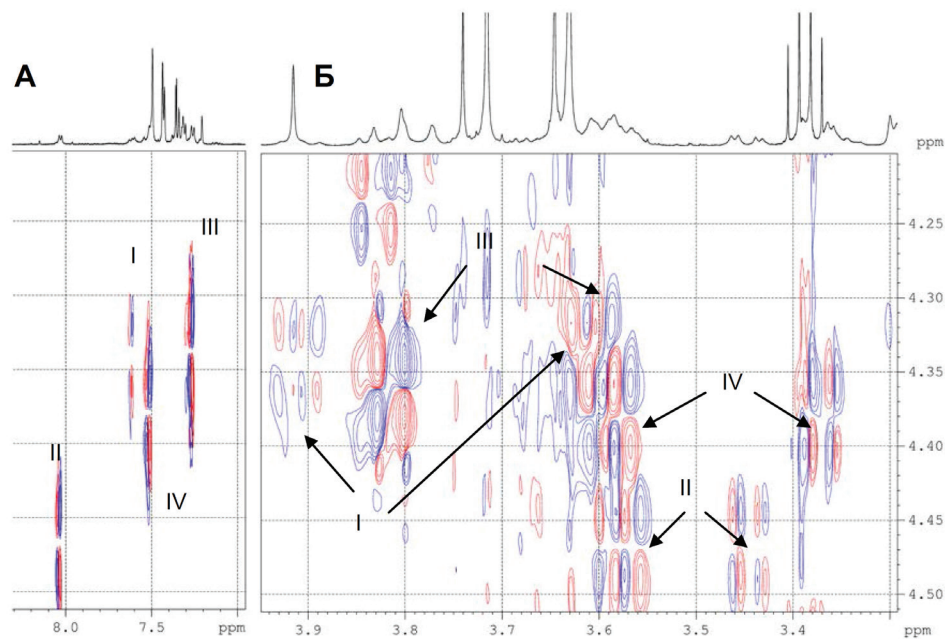 А
Б
ppm
4.25
III
I
III
4.30
4.35
IV
4.40
II
IV
II
I
4.45
4.50
8.0
7.5
ppm
3.9
3.8
3.7
3.6
3.5
3.4
ppm